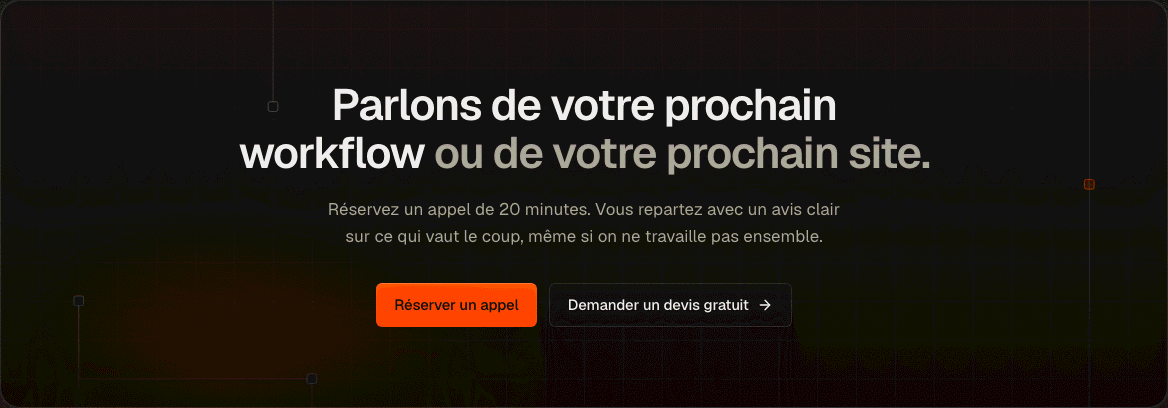 Parlons de votre prochain
workflow ou de votre prochain site.
Réservez un appel de 20 minutes. Vous repartez avec un avis clair
sur ce qui vaut le coup, même si on ne travaille pas ensemble.
Réserver un appel
Demander un devis gratuit →